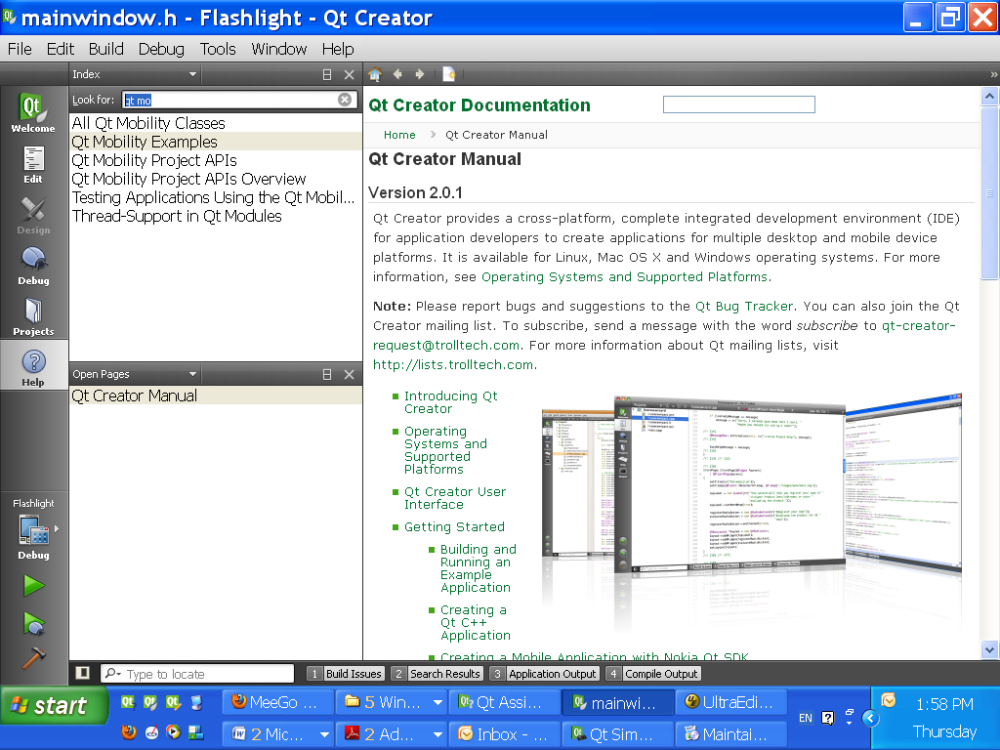 mainwindow.h - Flashlight - Qt Creator
File Edit Build Debug Tools Window Help
Index
Look for: qt mo
All Qt Mobility Classes
Qt Mobility Examples
Qt Mobility Project APIs
Qt Mobility Project APIs Overview
Testing Applications Using the Qt Mobil...
Thread-Support in Qt Modules
Welcome
Edit
Design
Debug
Projects
Help
Open Pages
Qt Creator Manual
Flashlight
Debug
Qt Creator Documentation
Home Qt Creator Manual
Qt Creator Manual
Version 2.0.1
Qt Creator provides a cross-platform, complete integrated development environment (IDE)
for application developers to create applications for multiple desktop and mobile device
platforms. It is available for Linux, Mac OS X and Windows operating systems. For more
information, see Operating Systems and Supported Platforms.
Note: Please report bugs and suggestions to the Qt Bug Tracker. You can also join the Qt
Creator mailing list. To subscribe, send a message with the word subscribe to qt-creator-
request@trolltech.com. For more information about Qt mailing lists, visit
http://lists.trolltech.com.
Introducing Qt
Creator
Operating
Systems and
Supported
Platforms
Qt Creator User
Interface
Getting Started
Building and
Running an
Example
Application
Creating a
Qt C++
Application
Creating a Mobile Application with Nokia Qt SDK
Type to locate
1 Build Issues 2 Search Results 3 Application Output 4 Compile Output
start
MeeGo ... 5 Win... Qt Assi... mainwi... UltraEdi...
2 Mic... 2 Ad... Inbox - ... Qt Sim... Maintai...
EN
1:58 PM
Thursday